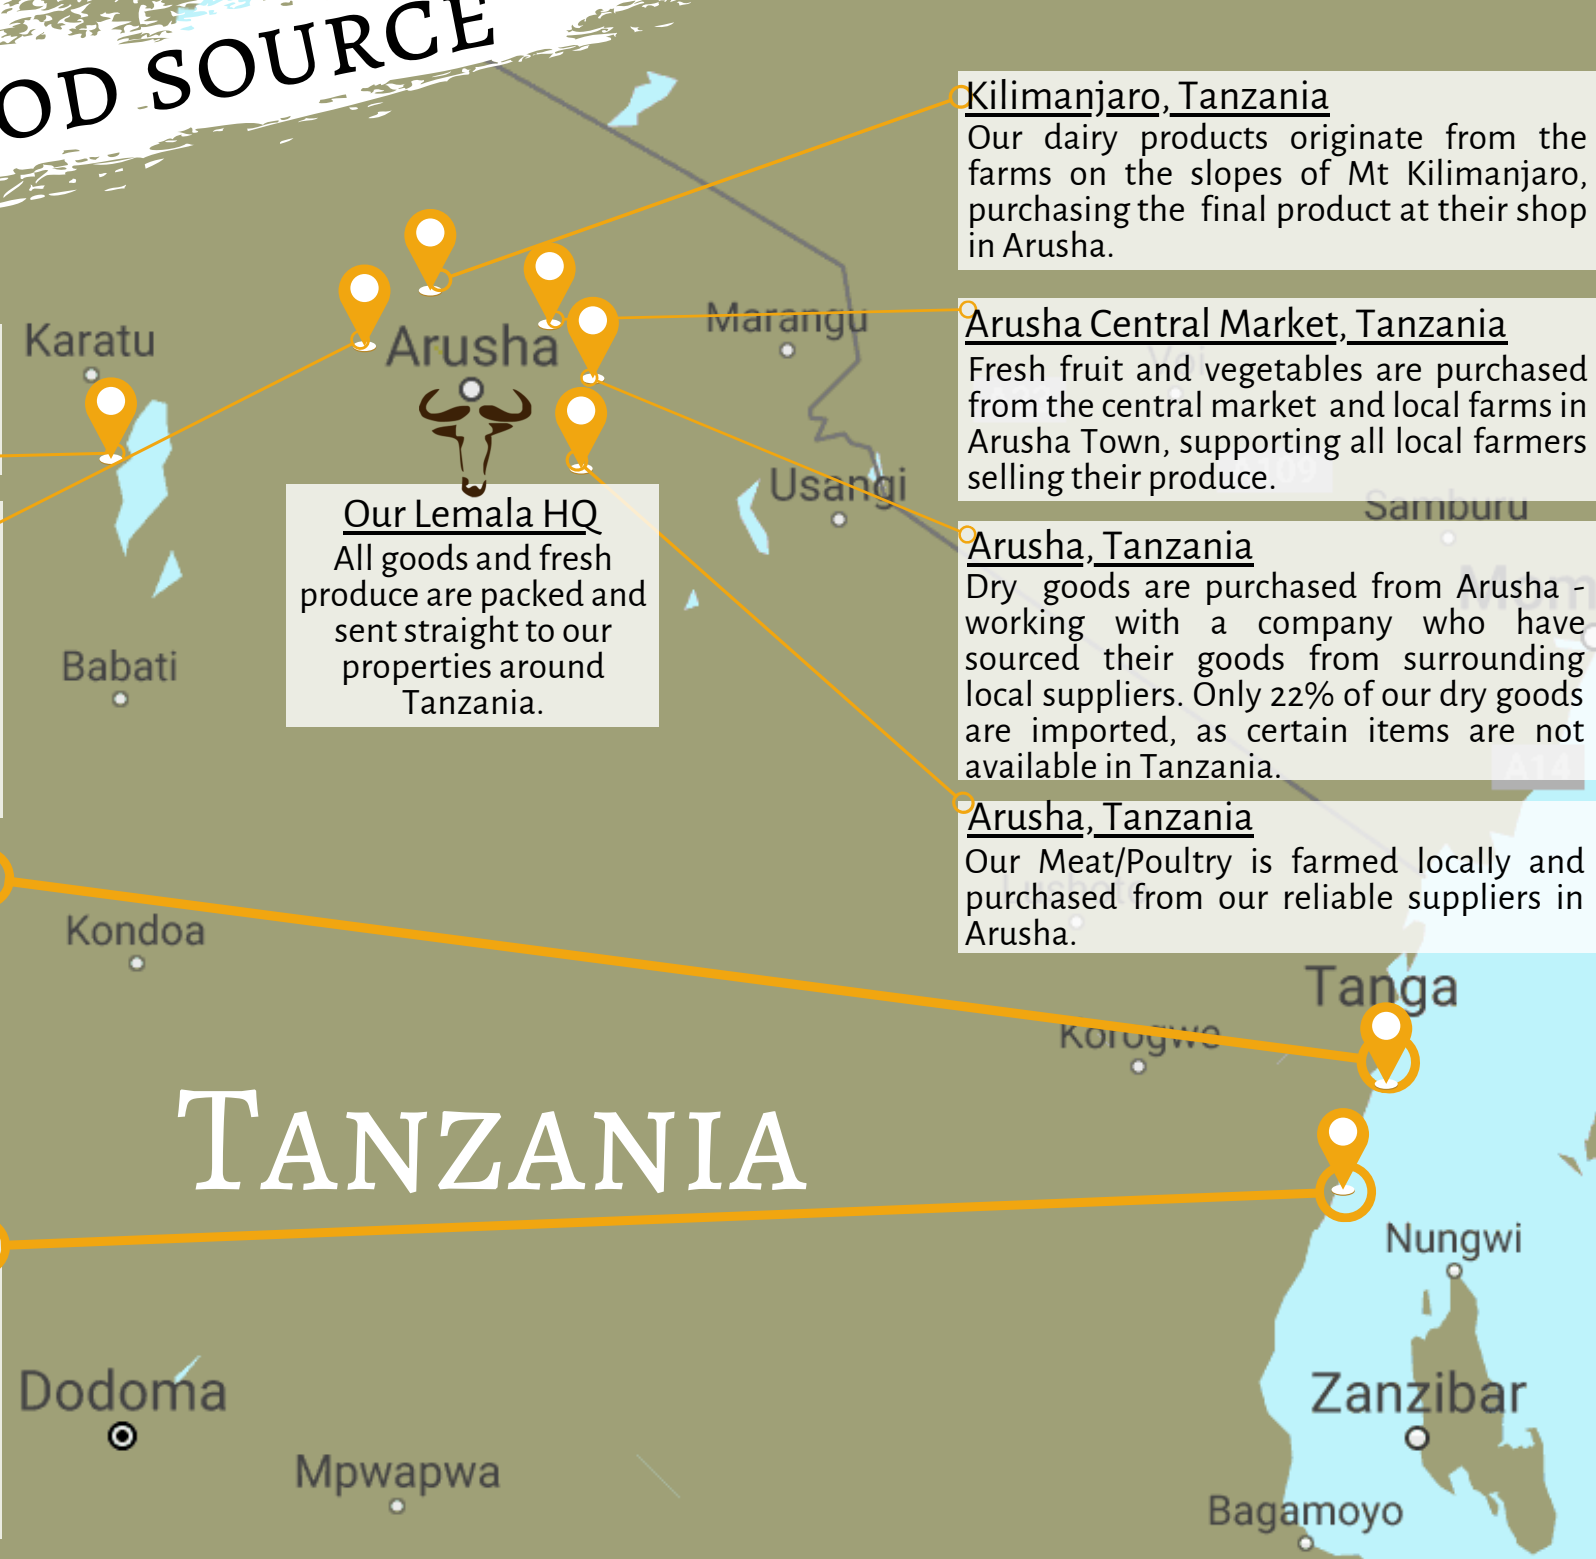 OD SOURCE
Kilimanjaro, Tanzania
Our dairy products originate from the
farms on the slopes of Mt Kilimanjaro,
purchasing the final product at their shop
in Arusha.
Karatu
Arusha
Marangu
Arusha Central Market, Tanzania
Voi
Fresh fruit and vegetables are purchased
from the central market and local farms in
Arusha Town, supporting all local farmers
selling their produce.
109
Usangi
Samburu
Our Lemala HQ
All goods and fresh
produce are packed and
sent straight to our
properties around
Tanzania.
Arusha, Tanzania
Dry goods are purchased from Arusha -
working with a company who have
sourced their goods from surrounding
local suppliers. Only 22% of our dry goods
are imported, as certain items are not
available in Tanzania.
Mom
A14
Babati
Arusha, Tanzania
Our Meat/Poultry is farmed locally and
purchased from our reliable suppliers in
Arusha.
Lushoto
Kondoa
Tanga
Korogwe
TANZANIA
Nungwi
Dodoma
Zanzibar
Mpwapwa
Bagamoyo